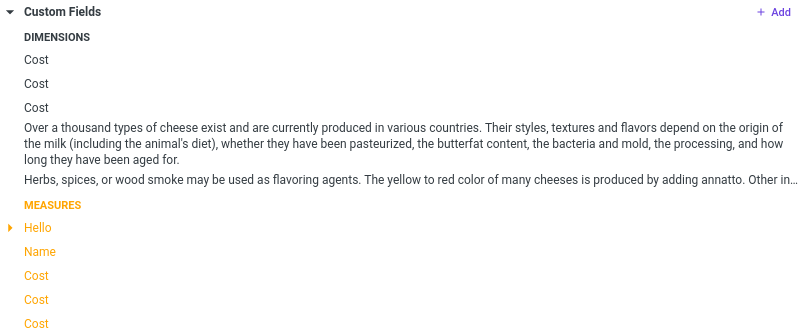 Custom Fields
+ Add
DIMENSIONS
Cost
Cost
Cost
Over a thousand types of cheese exist and are currently produced in various countries. Their styles, textures and flavors depend on the origin of
the milk (including the animal's diet), whether they have been pasteurized, the butterfat content, the bacteria and mold, the processing, and how
long they have been aged for.
Herbs, spices, or wood smoke may be used as flavoring agents. The yellow to red color of many cheeses is produced by adding annatto. Other in…
MEASURES
Hello
Name
Cost
Cost
Cost